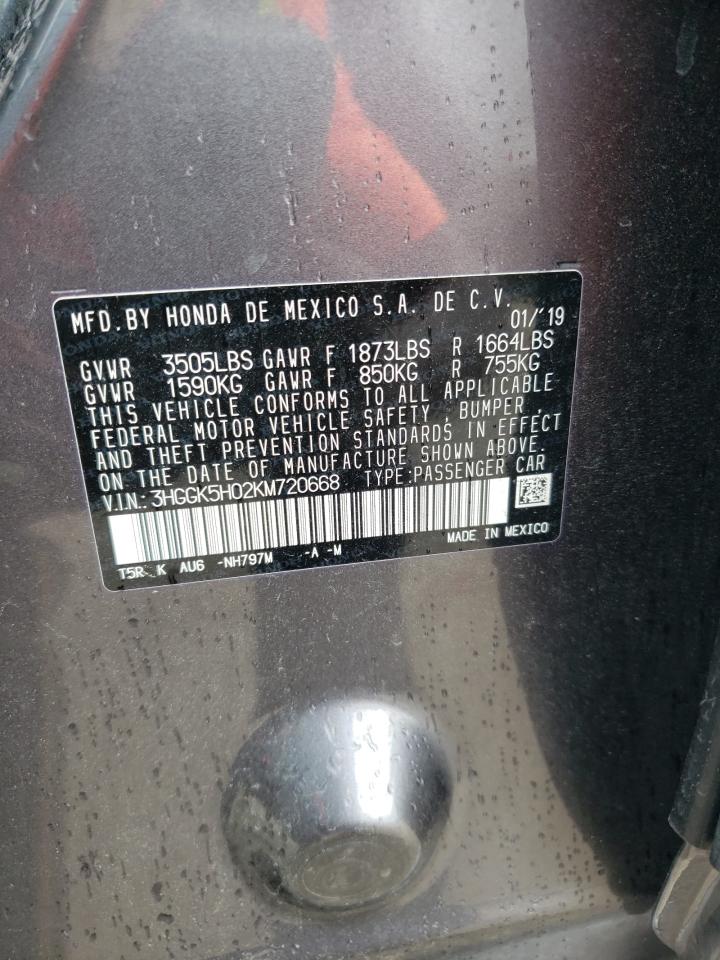 MFD.BY HONDA DE MEXICO S.A. DE C.V.
01/'19
GVWR 3505LBS GAWR F 1873LBS R 1664LBS
GVWR 1590KG GAWR F 850KG R 755KG
THIS VEHICLE CONFORMS TO ALL APPLICABLE
FEDERAL MOTOR VEHICLE SAFETY, BUMPER,
AND THEFT PREVENTION STANDARDS IN EFFECT
ON THE DATE OF MANUFACTURE SHOWN ABOVE.
V.I.N.: 3HGGK5H02KM720668 TYPE:PASSENGER CAR
MADE IN MEXICO
T5R K AU6 -NH797M -A -M